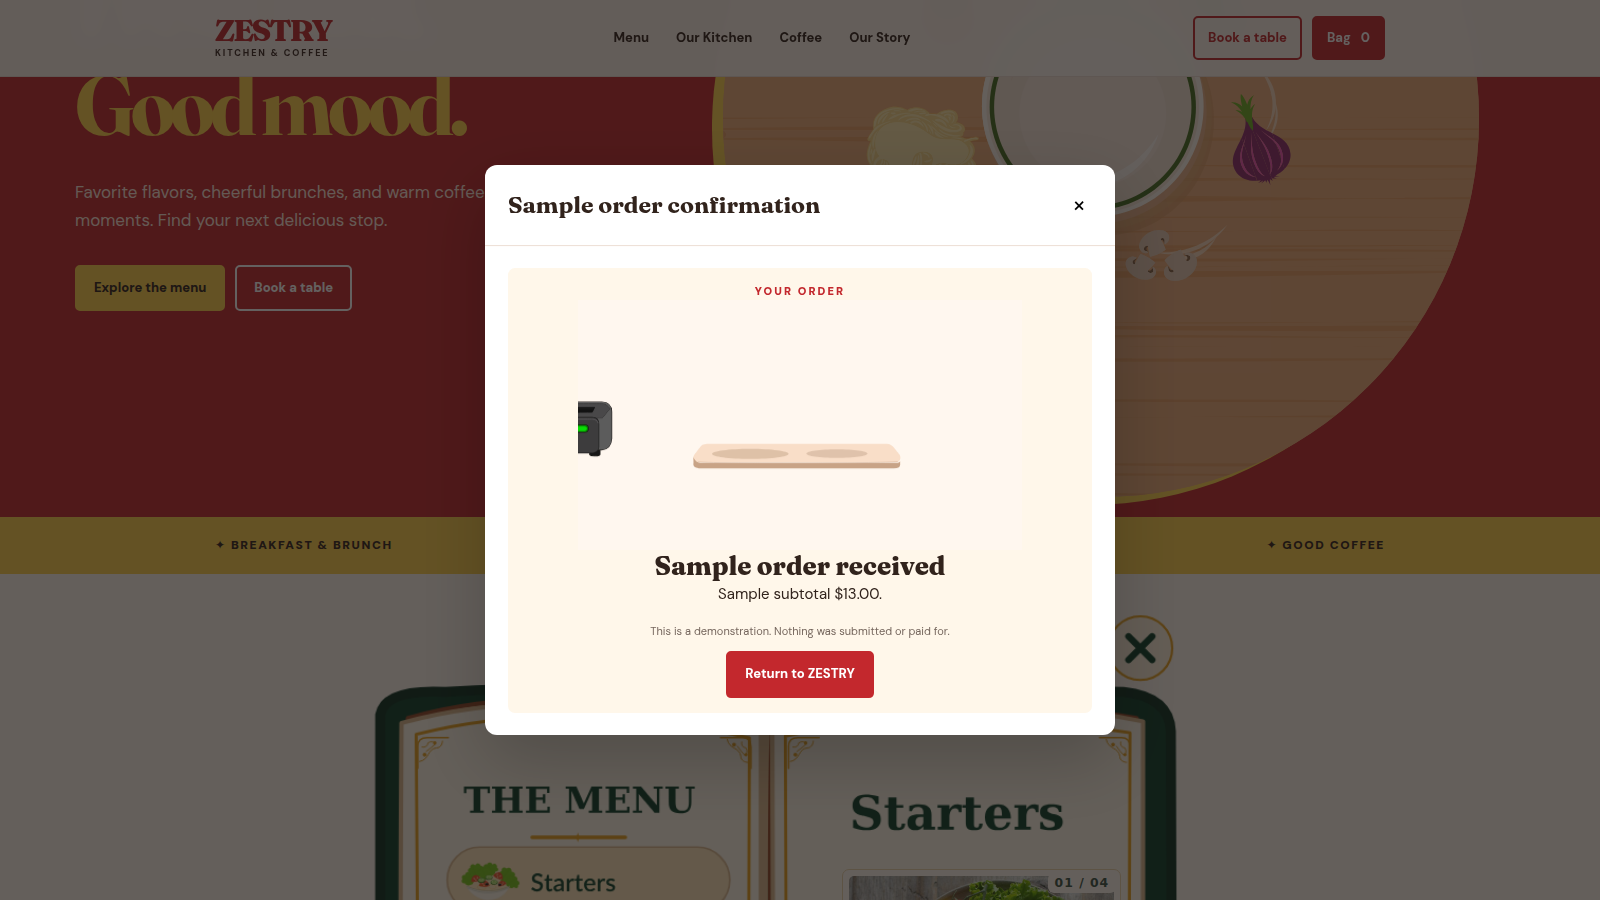 ZESTRY
KITCHEN & COFFEE
Menu
Our Kitchen
Coffee
Our Story
Book a table
Bag 0
Good mood.
Favorite flavors, cheerful brunches, and warm coffee
moments. Find your next delicious stop.
Explore the menu
Book a table
Sample order confirmation
×
YOUR ORDER
Sample order received
Sample subtotal $13.00.
This is a demonstration. Nothing was submitted or paid for.
Return to ZESTRY
✦ BREAKFAST & BRUNCH
✦ GOOD COFFEE
THE MENU
Starters
Starters
01 / 04